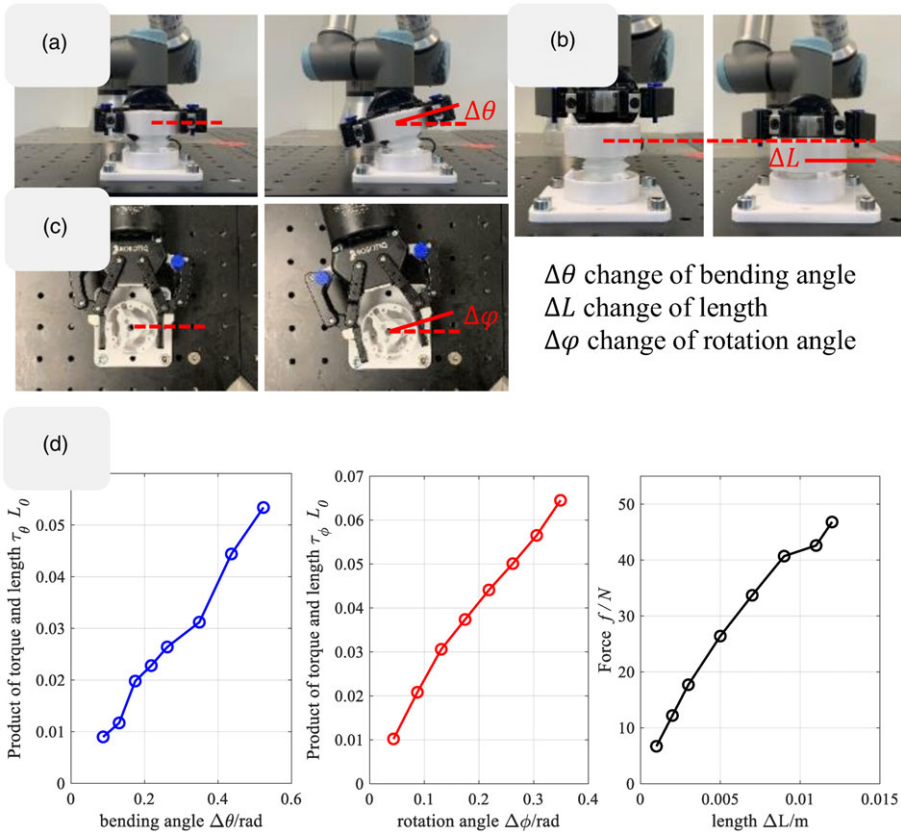 (a)
Δθ
(b)
ΔL
(c)
Δφ
Δθ change of bending angle
ΔL change of length
Δφ change of rotation angle
(d)
Product of torque and length τ_θ L_0
0.05
0.04
0.03
0.02
0.01
0
0 0.2 0.4 0.6
bending angle Δθ/rad
Product of torque and length τ_ϕ L_0
0.07
0.06
0.05
0.04
0.03
0.02
0.01
0
0 0.1 0.2 0.3 0.4
rotation angle Δϕ/rad
Force f/N
50
40
30
20
10
0
0 0.005 0.01 0.015
length ΔL/m